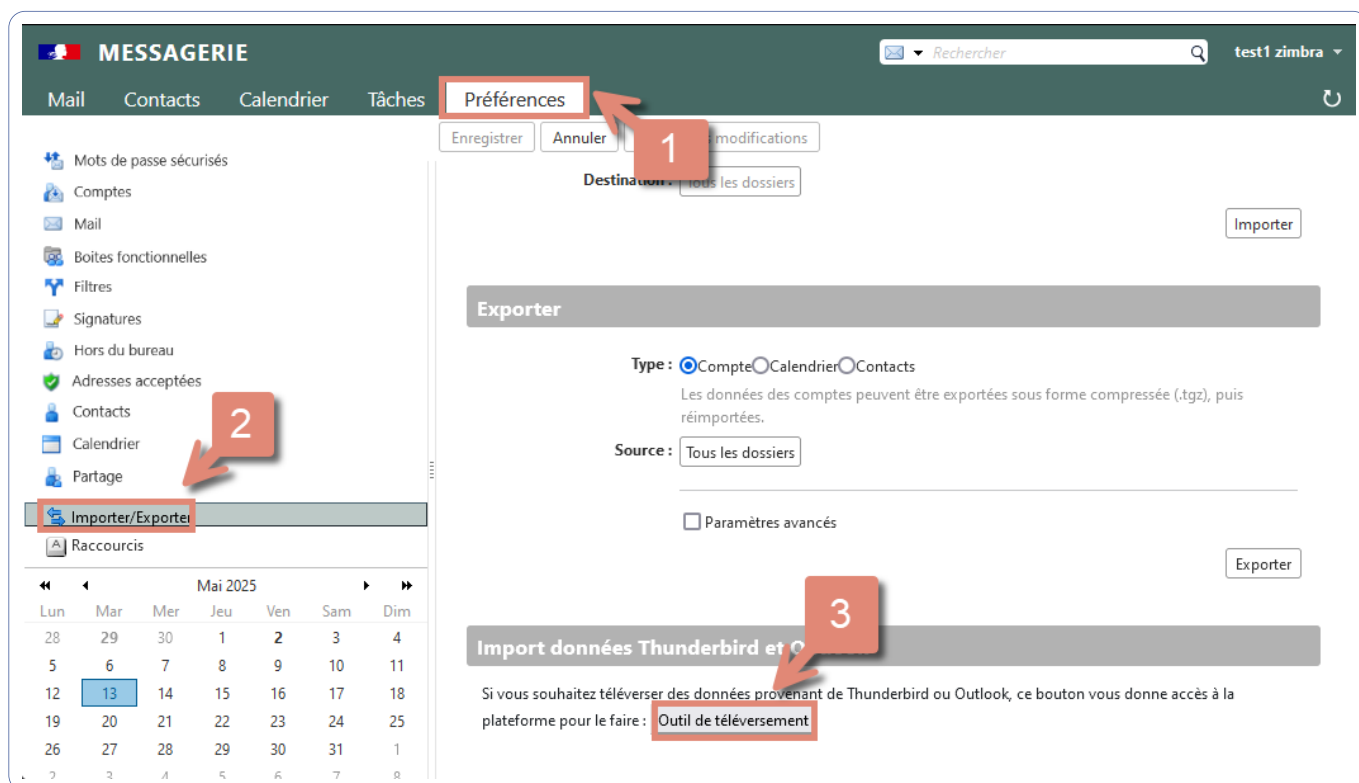 MESSAGERIE
Rechercher
test1 zimbra
Mail Contacts Calendrier Tâches Préférences
1
Enregistrer Annuler modifications
Mots de passe sécurisés
Comptes
Mail
Boites fonctionnelles
Filtres
Signatures
Hors du bureau
Adresses acceptées
Contacts
2
Calendrier
Partage
Importer/Exporter
A Raccourcis
Mai 2025
Lun Mar Mer Jeu Ven Sam Dim
28 29 30 1 2 3 4
5 6 7 8 9 10 11
12 13 14 15 16 17 18
19 20 21 22 23 24 25
26 27 28 29 30 31 1
2 3 4 5 6 7 8
Destination : Tous les dossiers
Importer
Exporter
Type : Compte Calendrier Contacts
Les données des comptes peuvent être exportées sous forme compressée (.tgz), puis
réimportées.
Source : Tous les dossiers
Paramètres avancés
Exporter
3
Import données Thunderbird et
Si vous souhaitez téléverser des données provenant de Thunderbird ou Outlook, ce bouton vous donne accès à la
plateforme pour le faire : Outil de téléversement